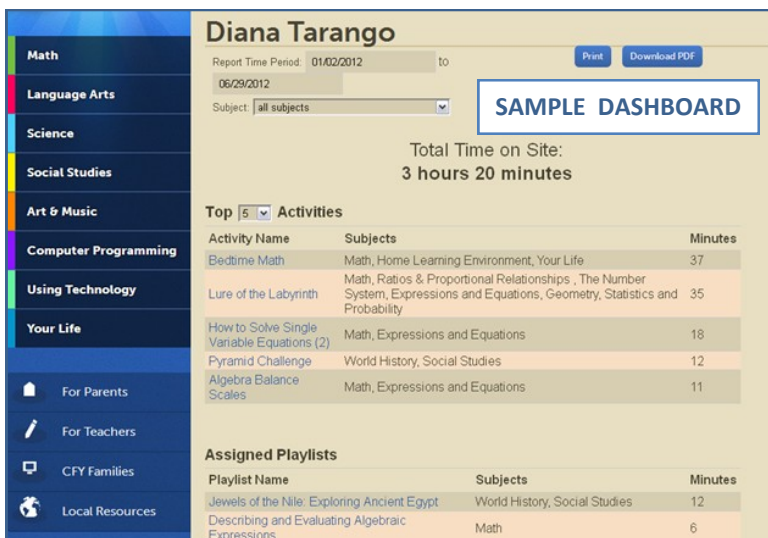 Math
Language Arts
Science
Social Studies
Art & Music
Computer Programming
Using Technology
Your Life
For Parents
For Teachers
CFY Families
Local Resources
Diana Tarango
Report Time Period: 01/02/2012 to
06/29/2012
Subject: all subjects
Print Download PDF
SAMPLE DASHBOARD
Total Time on Site:
3 hours 20 minutes
Top 5 Activities
Activity Name Subjects Minutes
Bedtime Math Math, Home Learning Environment, Your Life 37
Lure of the Labyrinth Math, Ratios & Proportional Relationships , The Number
System, Expressions and Equations, Geometry, Statistics and 35
Probability
How to Solve Single
Variable Equations (2) Math, Expressions and Equations 18
Pyramid Challenge World History, Social Studies 12
Algebra Balance
Scales Math, Expressions and Equations 11
Assigned Playlists
Playlist Name Subjects Minutes
Jewels of the Nile: Exploring Ancient Egypt World History, Social Studies 12
Describing and Evaluating Algebraic
Expressions Math 6